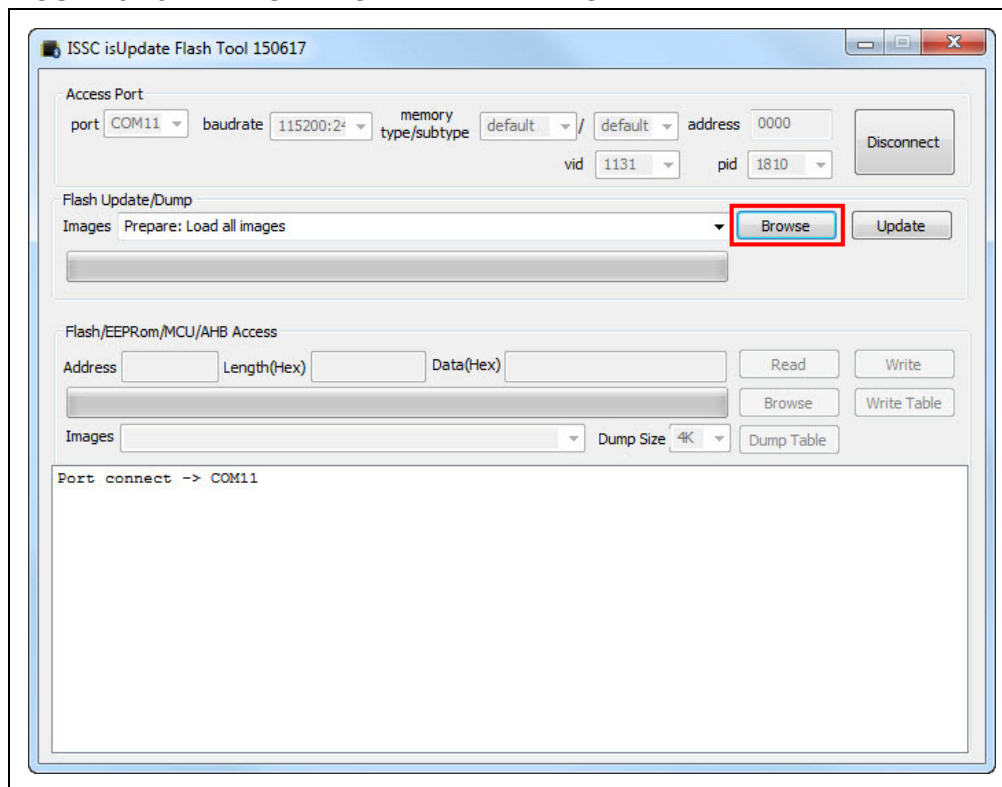 ISSC isUpdate Flash Tool 150617
Access Port
port COM11 baudrate 115200:24 memory type/subtype default / default address 0000
Disconnect
vid 1131 pid 1810
Flash Update/Dump
Images Prepare: Load all images Browse Update
Flash/EEPRom/MCU/AHB Access
Address Length(Hex) Data(Hex) Read Write
Browse Write Table
Images Dump Size 4K Dump Table
Port connect -> COM11